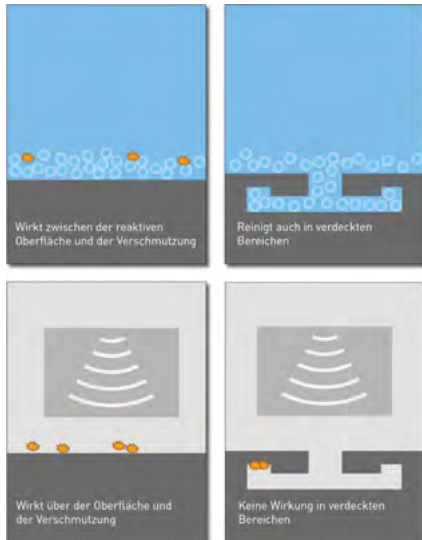 Wirkt zwischen der reaktiven
Oberfläche und der Verschmutzung
Reinigt auch in verdeckten
Bereichen
Wirkt über der Oberfläche und
der Verschmutzung
Keine Wirkung in verdeckten
Bereichen